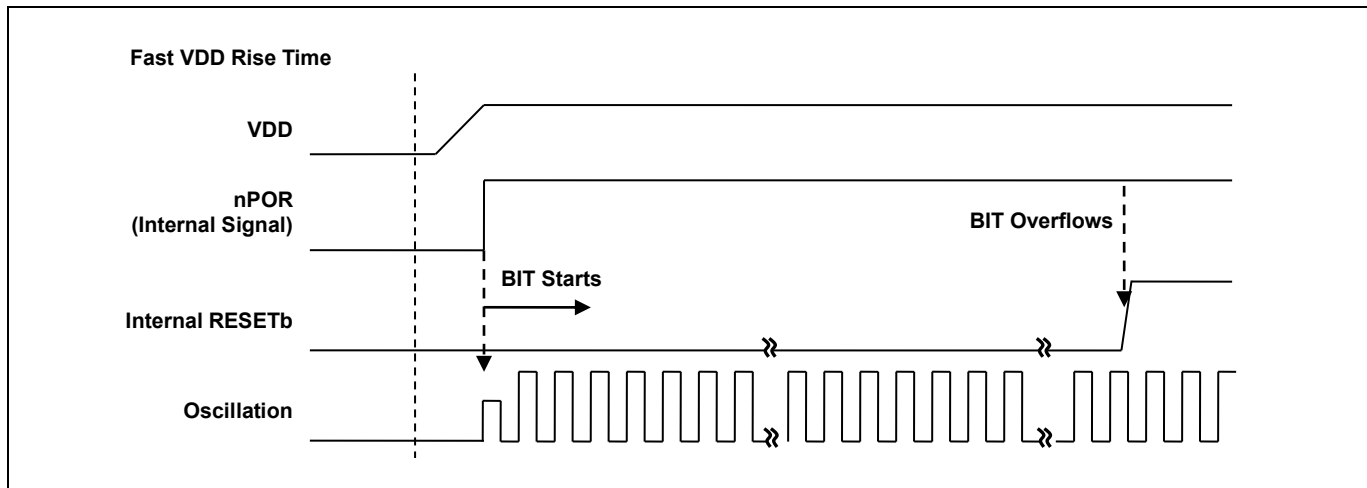 Fast VDD Rise Time
VDD
nPOR
(Internal Signal)
BIT Overflows
BIT Starts
Internal RESETb
Oscillation